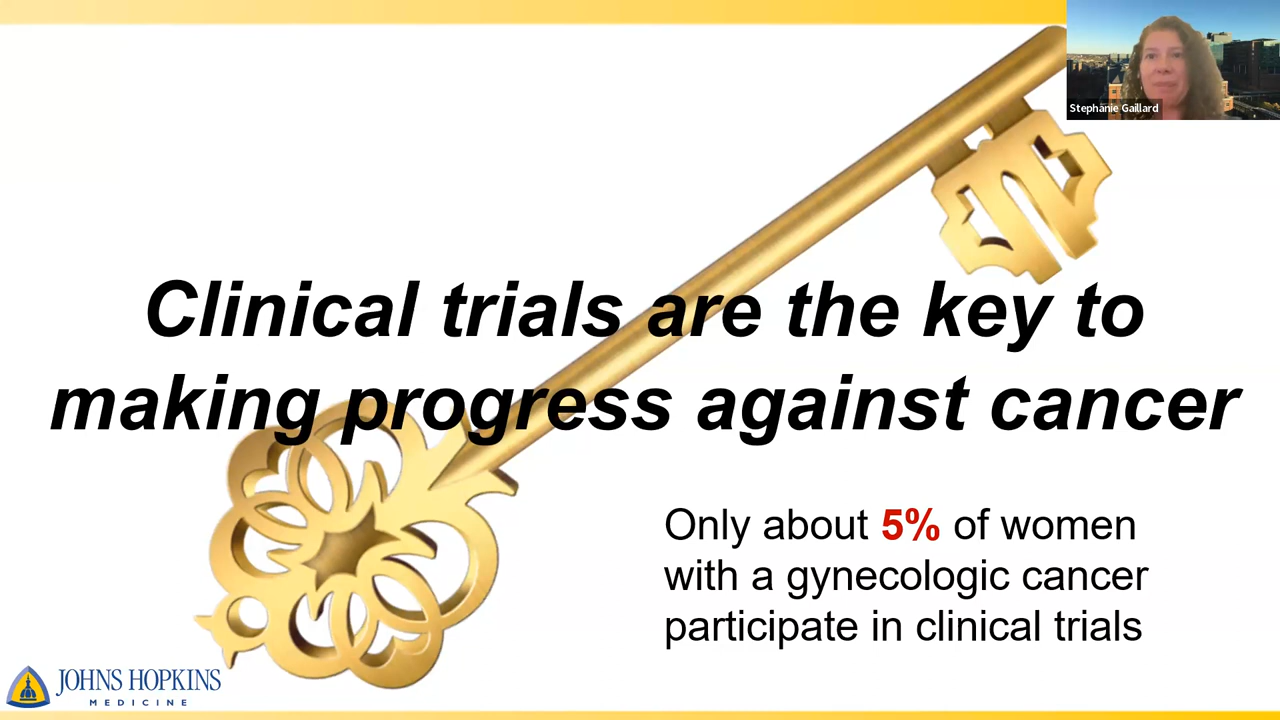 Stephanie Gaillard
Clinical trials are the key to
making progress against cancer
Only about 5% of women
with a gynecologic cancer
participate in clinical trials
JOHNS HOPKINS
MEDICINE